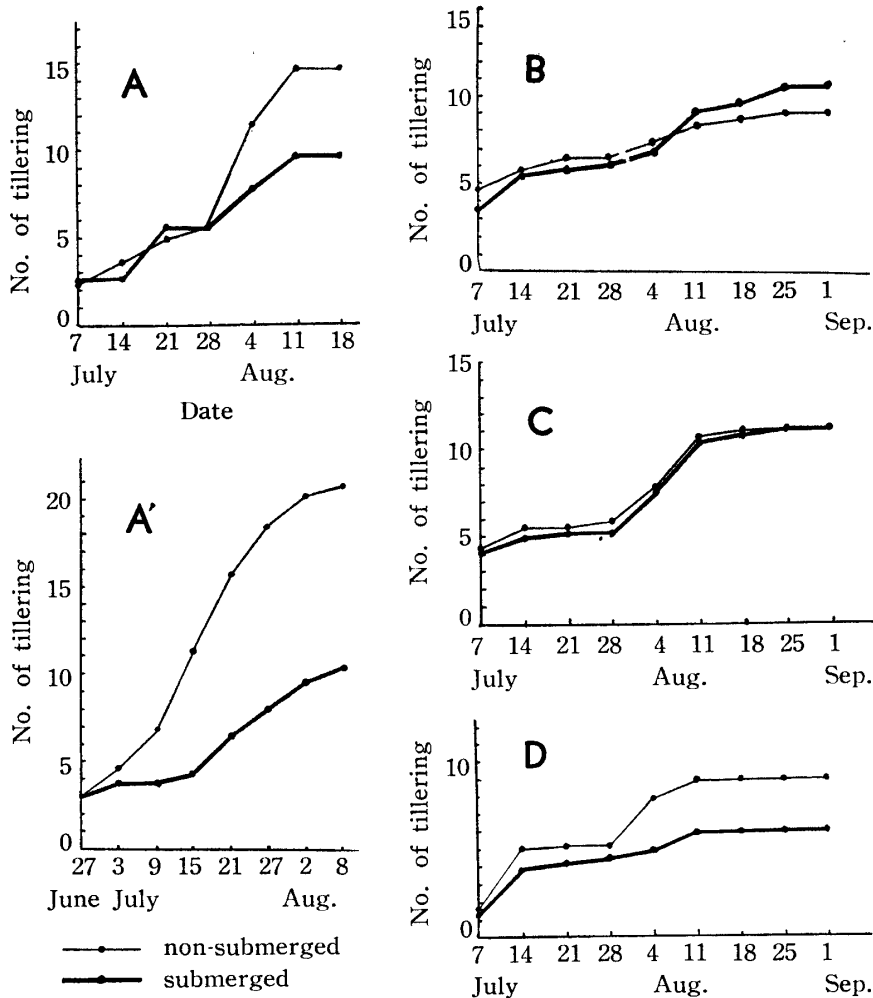 A
No. of tillering
15
10
5
0
7 14 21 28 4 11 18
July Aug.
Date
B
No. of tillering
15
10
5
0
7 14 21 28 4 11 18 25 1
July Aug. Sep.
C
No. of tillering
15
10
5
0
7 14 21 28 4 11 18 25 1
July Aug. Sep.
A'
No. of tillering
20
15
10
5
0
27 3 9 15 21 27 2 8
June July Aug.
D
No. of tillering
10
5
0
7 14 21 28 4 11 18 25 1
July Aug. Sep.
non-submerged
submerged